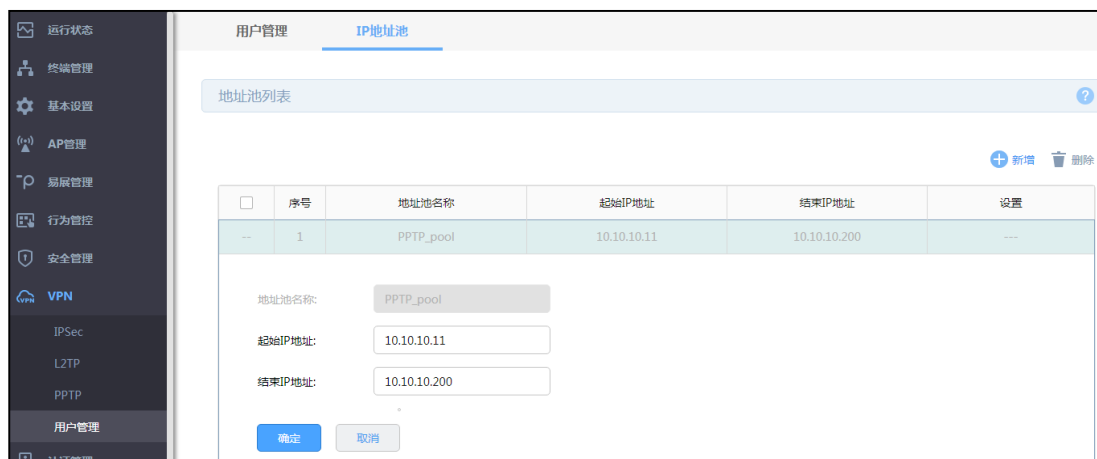 运行状态
终端管理
基本设置
AP管理
易展管理
行为管控
安全管理
VPN
IPSec
L2TP
PPTP
用户管理
用户管理 IP地址池
地址池列表
新增 删除
序号 地址池名称 起始IP地址 结束IP地址 设置
-- 1 PPTP_pool 10.10.10.11 10.10.10.200 ---
地址池名称: PPTP_pool
起始IP地址: 10.10.10.11
结束IP地址: 10.10.10.200
确定 取消